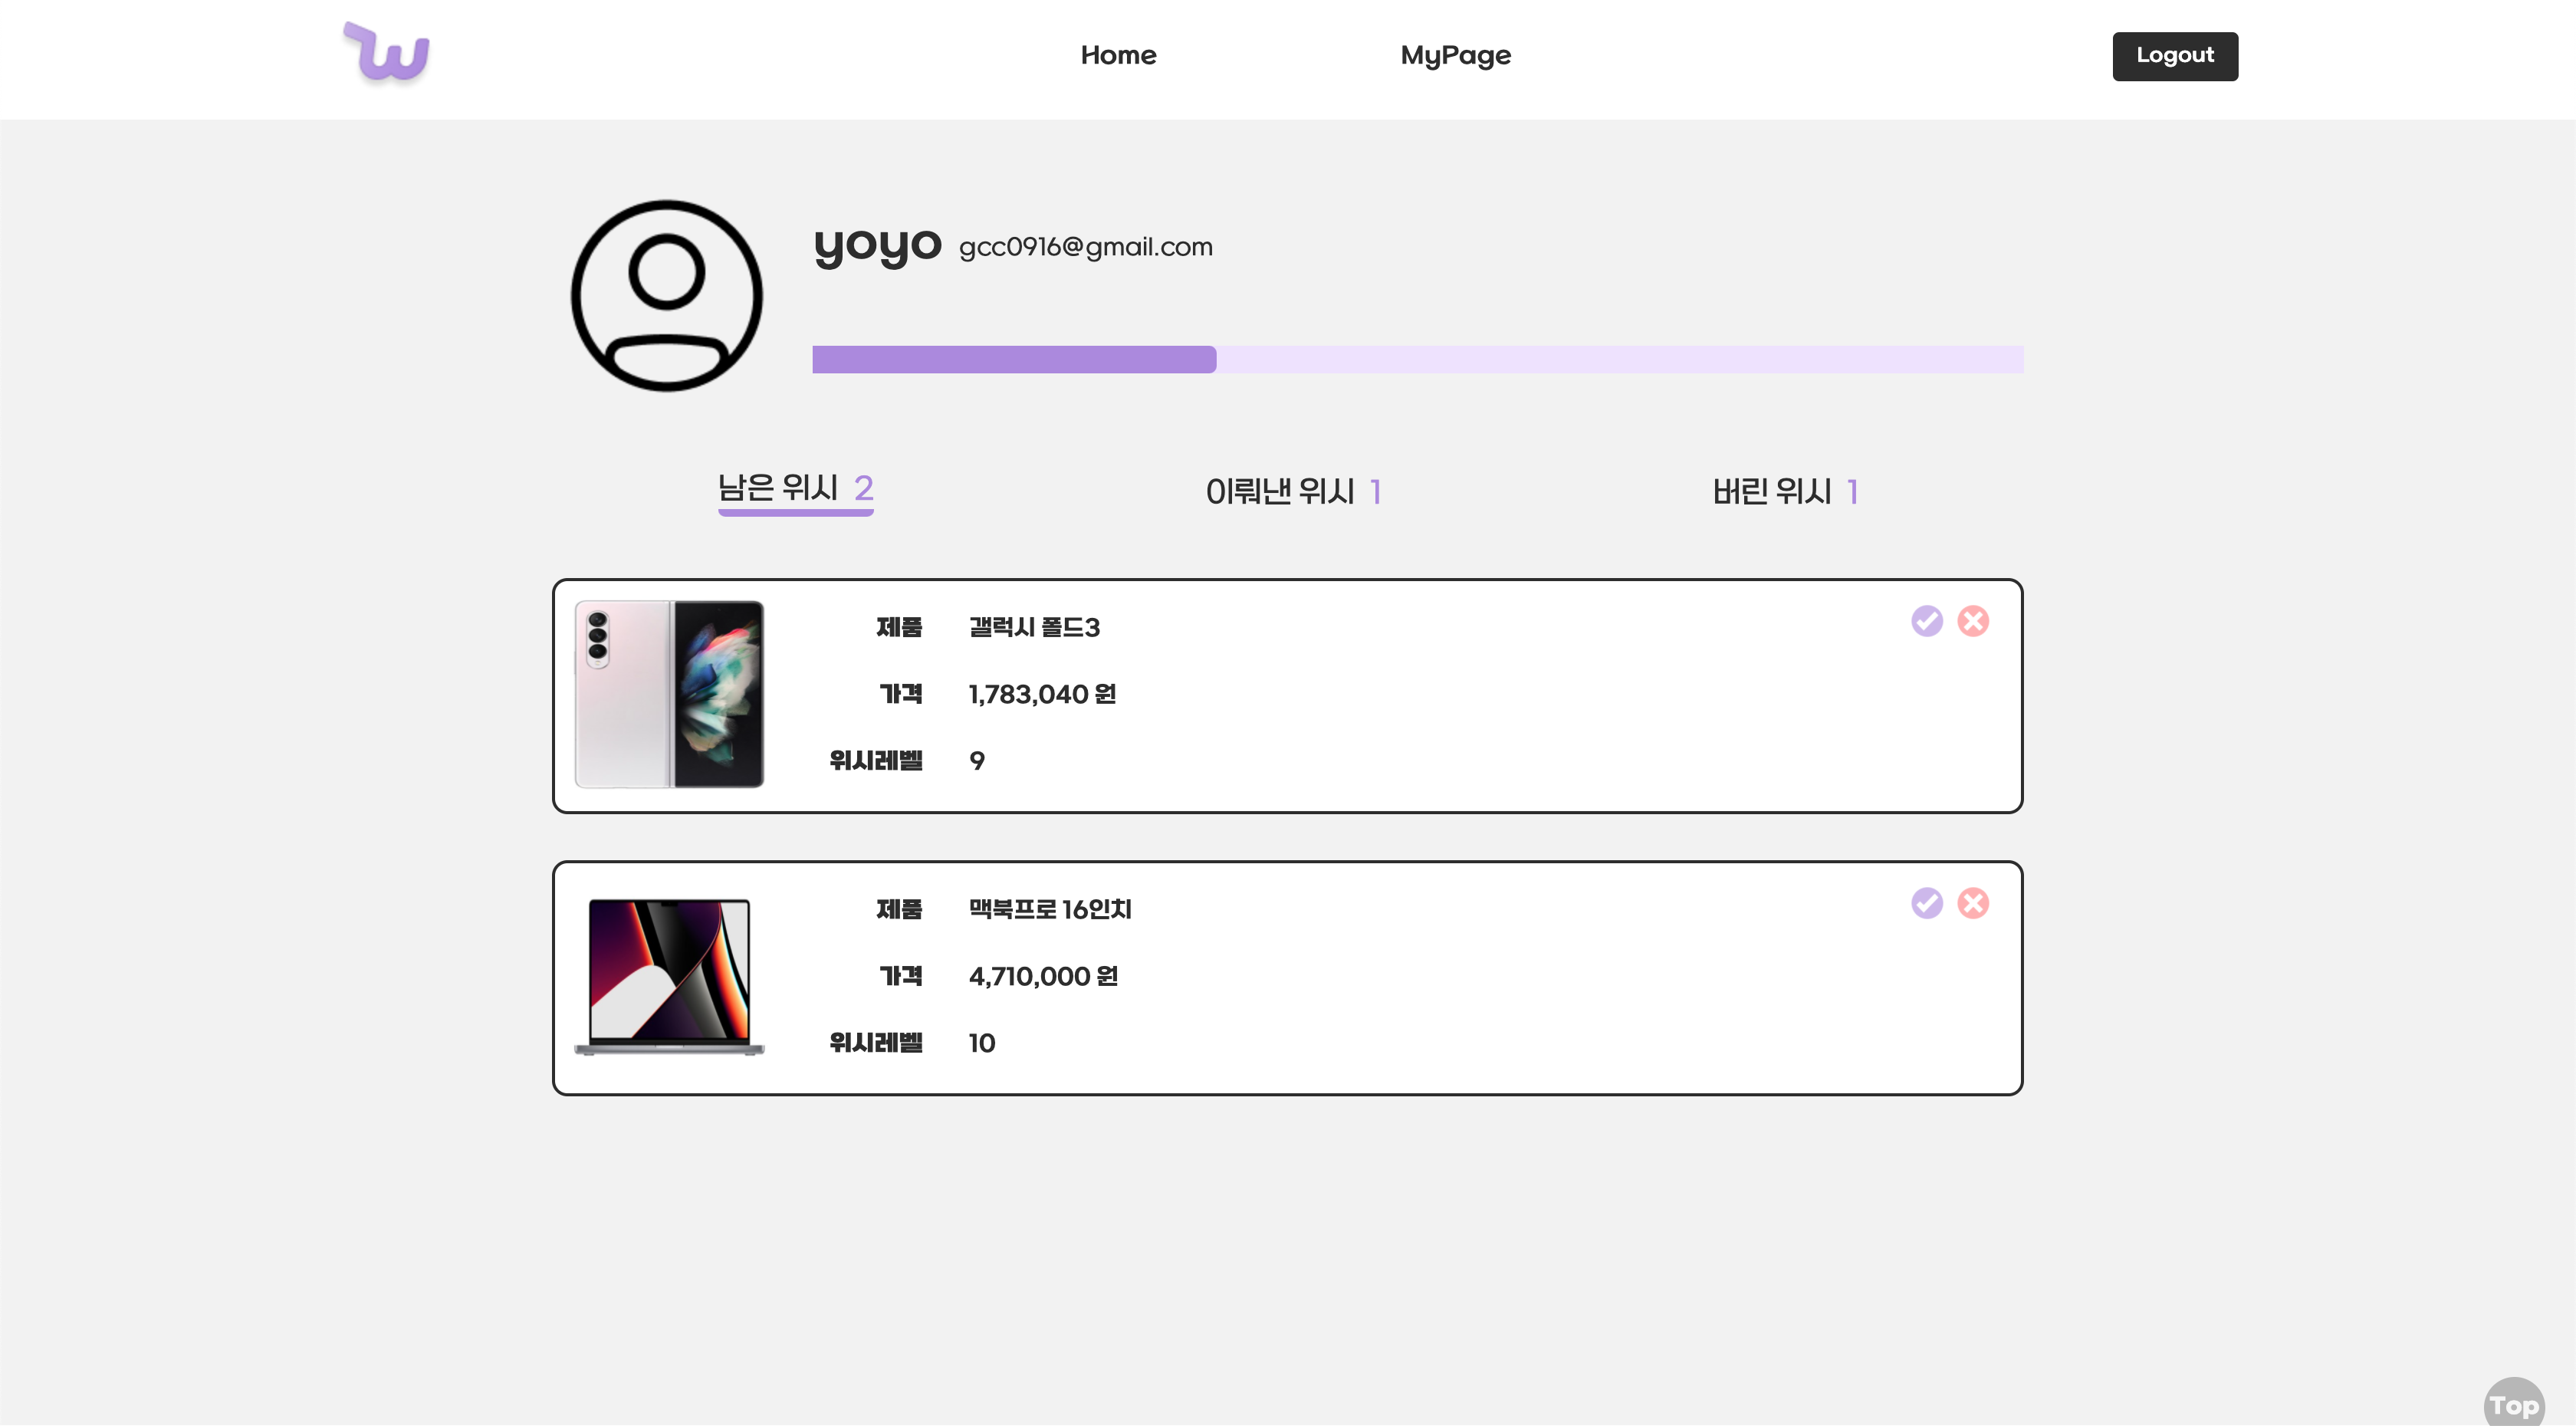 Home MyPage Logout
yoyo gcc0916@gmail.com
남은 위시 2 이뤄낸 위시 1 버린 위시 1
제품 갤럭시 폴드3
가격 1,783,040 원
위시레벨 9
제품 맥북프로 16인치
가격 4,710,000 원
위시레벨 10
Top